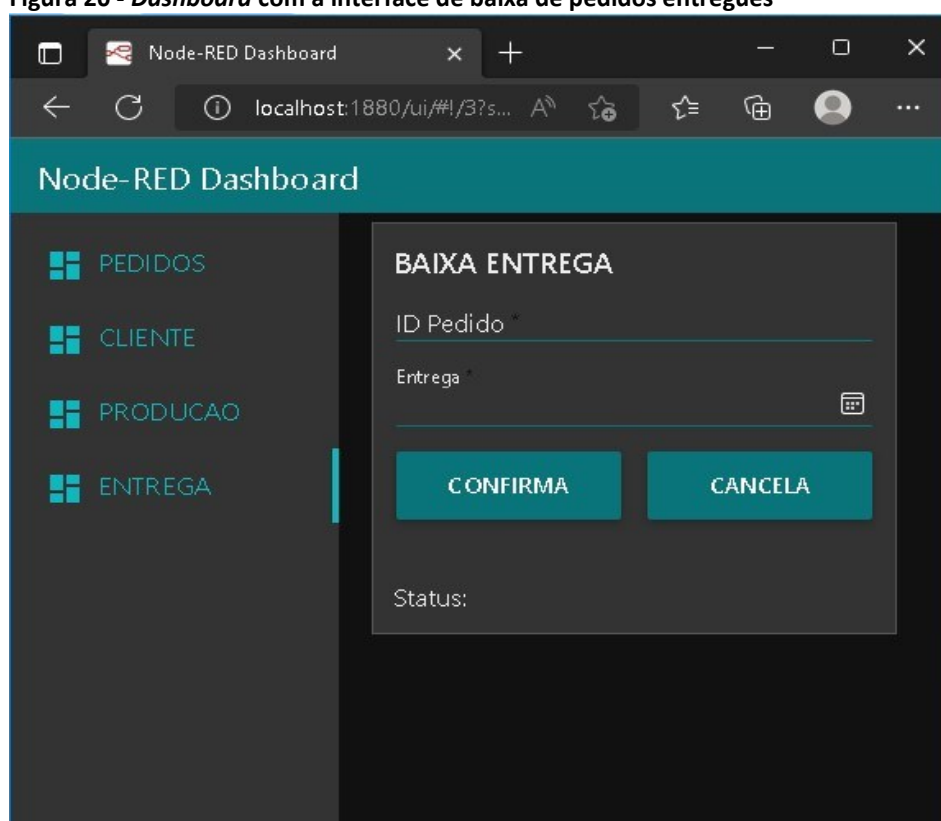 Figura 20 - Dashboard com a interface de baixa de pedidos entregues
Node-RED Dashboard
localhost:1880/ui/#!/3?s...
Node-RED Dashboard
PEDIDOS
CLIENTE
PRODUCAO
ENTREGA
BAIXA ENTREGA
ID Pedido *
Entrega *
CONFIRMA
CANCELA
Status: